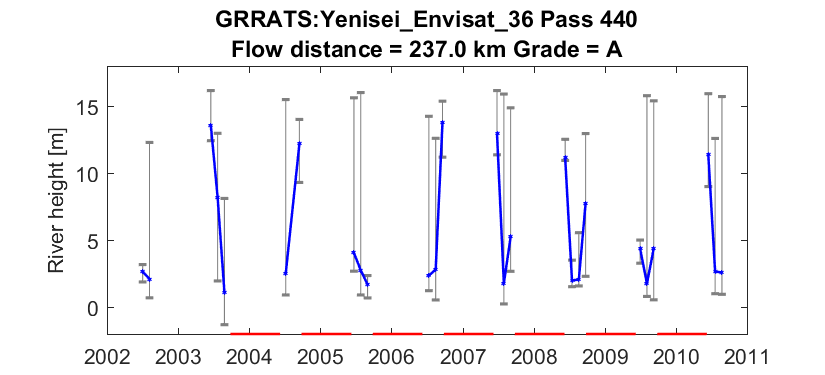 GRRATS:Yenisei_Envisat_36 Pass 440
Flow distance = 237.0 km Grade = A
River height [m]
15
10
5
0
2002 2003 2004 2005 2006 2007 2008 2009 2010 2011